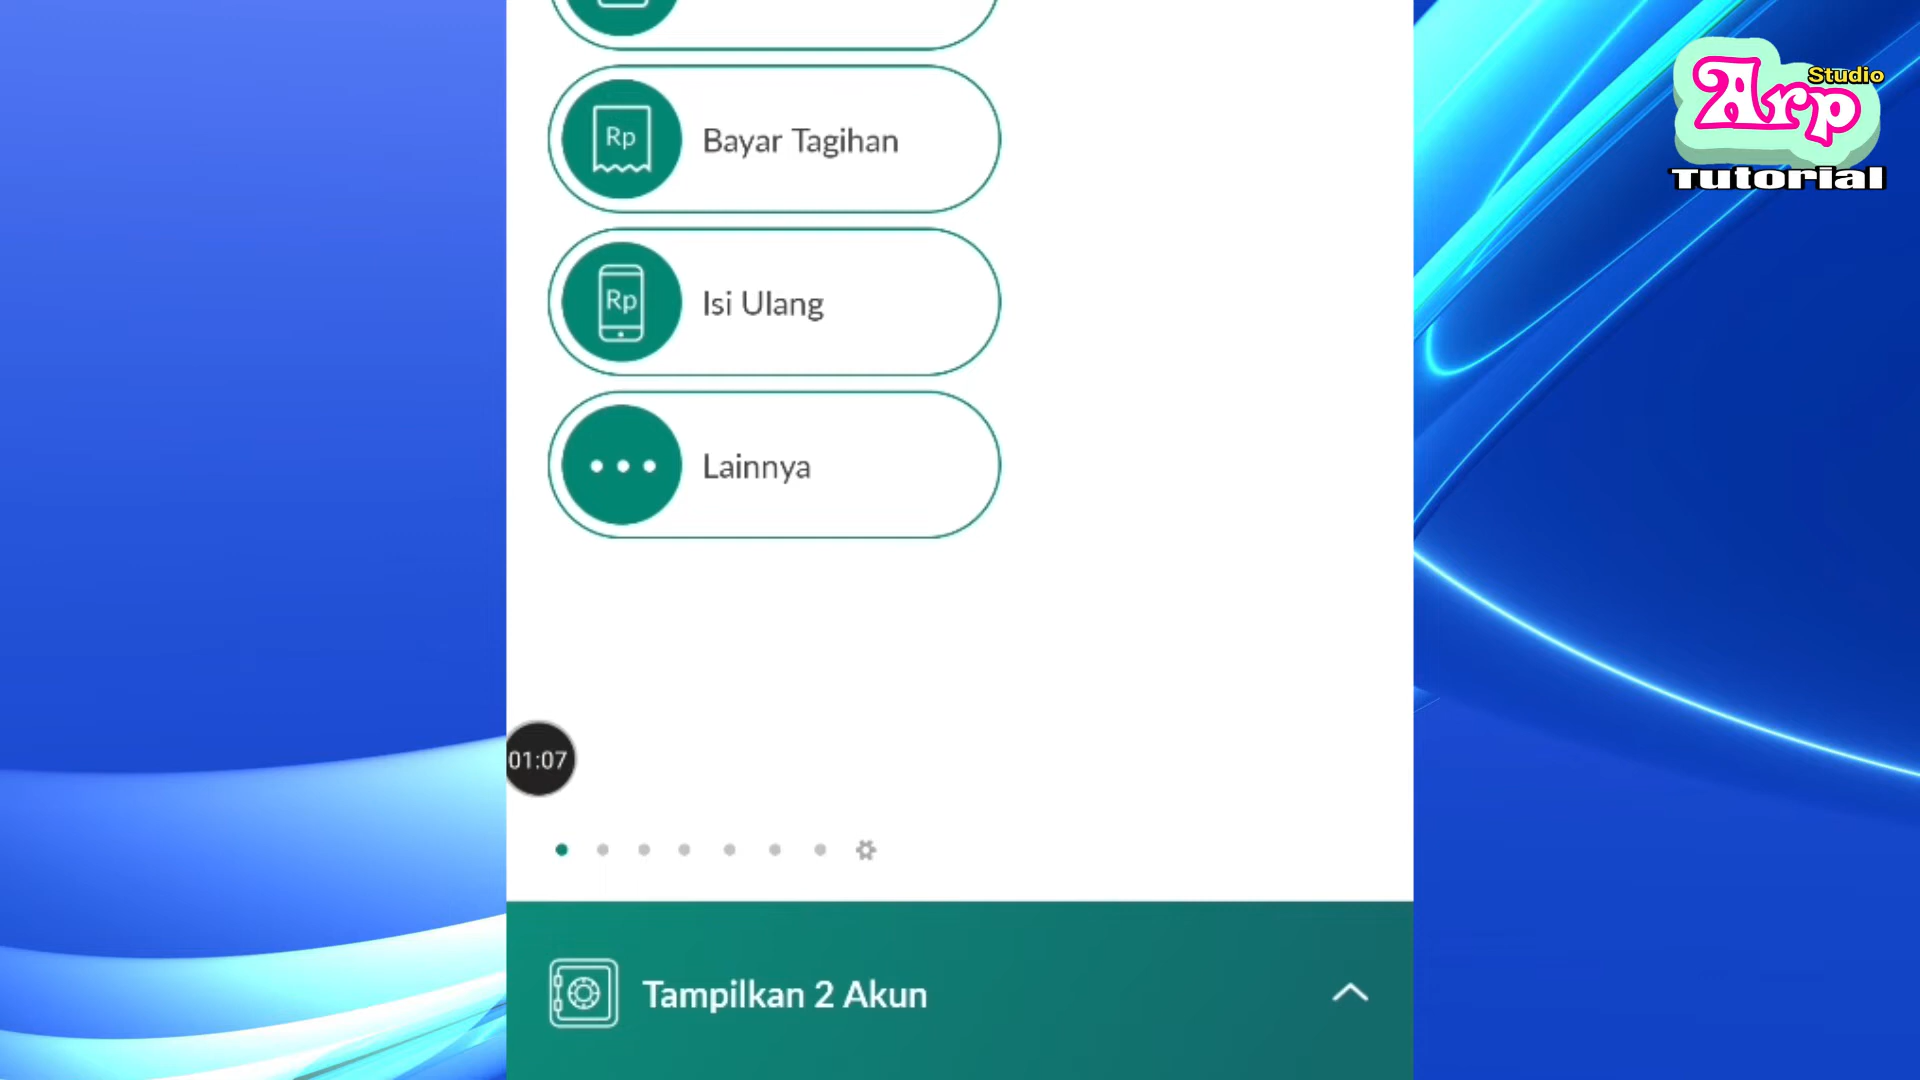 Studio
Arp
Tutorial
Rp
Bayar Tagihan
Rp
Isi Ulang
Lainnya
01:07
Tampilkan 2 Akun